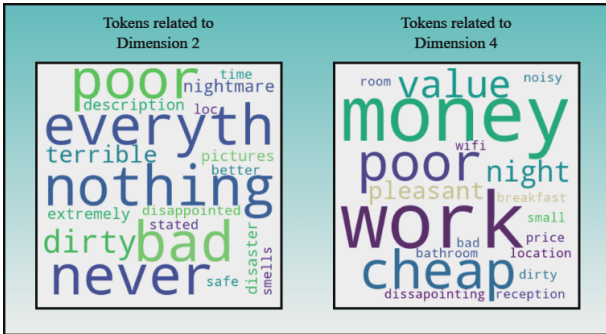 Tokens related to
Dimension 2
poor
time
nightmare
description
loc
everyth
terrible
pictures
better
nothing
extremely
disappointed
stated
dirty
bad
disaster
smells
never
safe
Tokens related to
Dimension 4
room
value
noisy
money
wifi
poor
night
pleasant
breakfast
work
small
bad
price
bathroom
location
cheap
dirty
dissapointing
reception